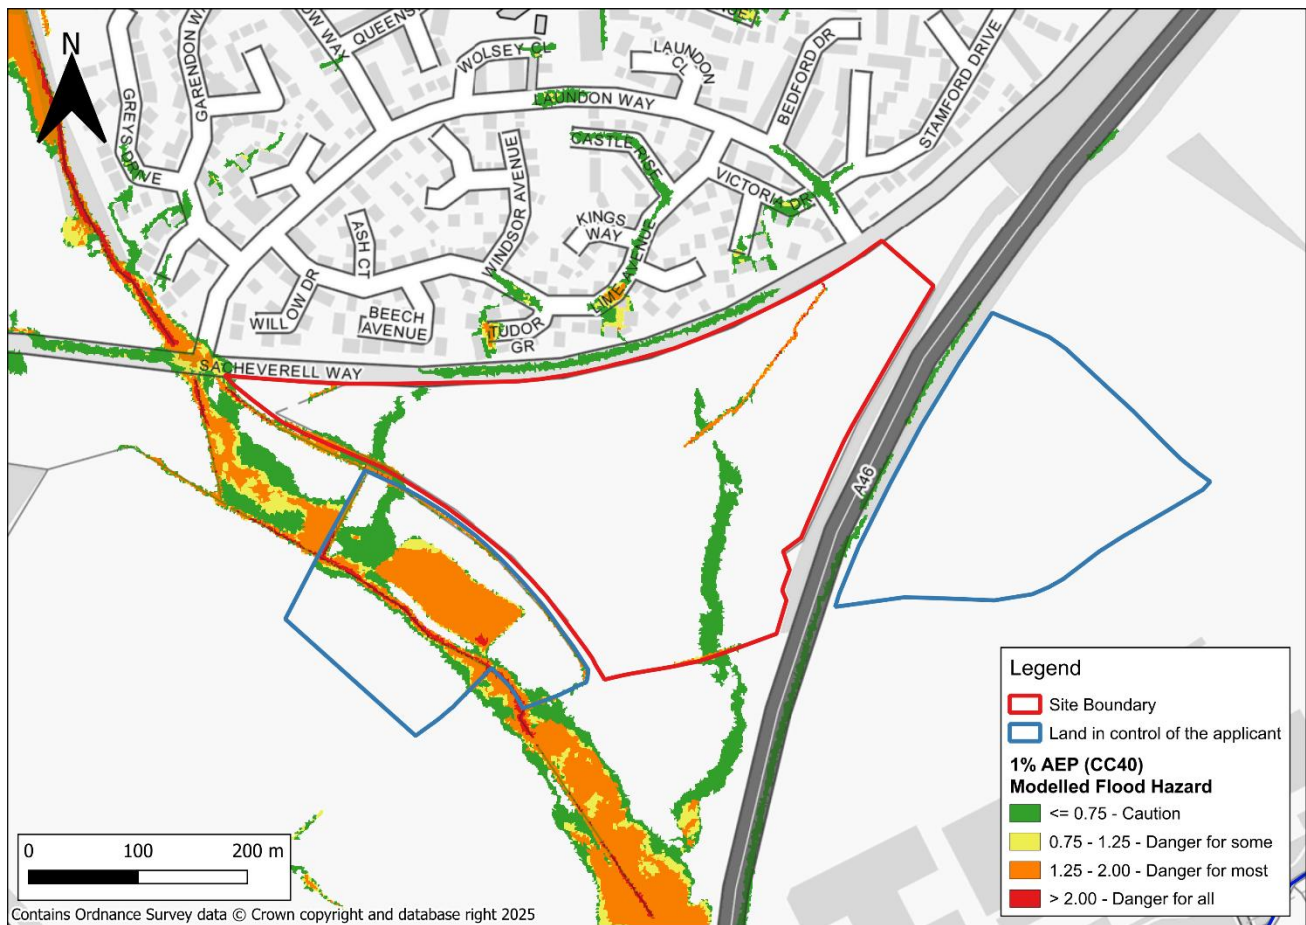 N
GARENDON WA
OW WAY
QUEENS
WOLSEY CL
LAUNDON
CL
BEDFORD DR
STAMFORD DRIVE
GREYS DRIVE
LAUNDON WAY
CASTLE RISE
VICTORIA DR
WINDSOR AVENUE
KINGS
WAY
ASH CT
LIME AVENUE
WILLOW DR
BEECH
AVENUE
TUDOR
GR
SACHEVERELL WAY
A46
Legend
Site Boundary
Land in control of the applicant
1% AEP (CC40)
Modelled Flood Hazard
<= 0.75 - Caution
0.75 - 1.25 - Danger for some
1.25 - 2.00 - Danger for most
> 2.00 - Danger for all
0 100 200 m
Contains Ordnance Survey data © Crown copyright and database right 2025